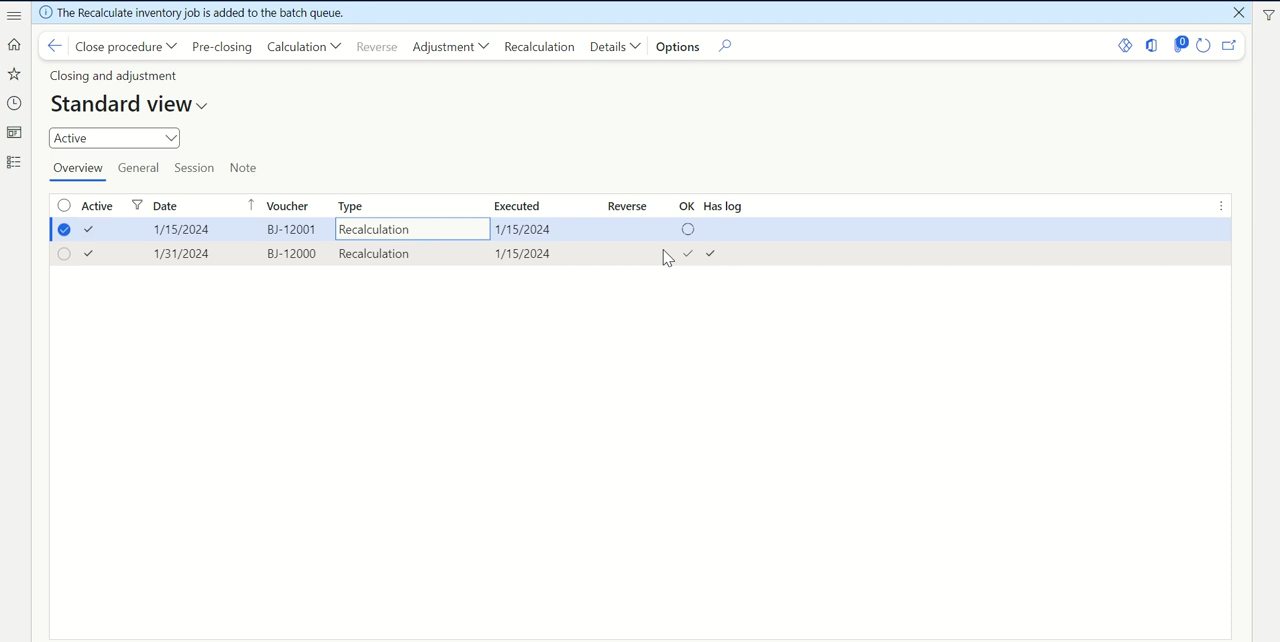 The Recalculate inventory job is added to the batch queue.
Close procedure Pre-closing Calculation Reverse Adjustment Recalculation Details Options 0
Closing and adjustment
Standard view
Active
Overview General Session Note
Active Date Voucher Type Executed Reverse OK Has log
1/15/2024 BJ-12001 Recalculation 1/15/2024
1/31/2024 BJ-12000 Recalculation 1/15/2024